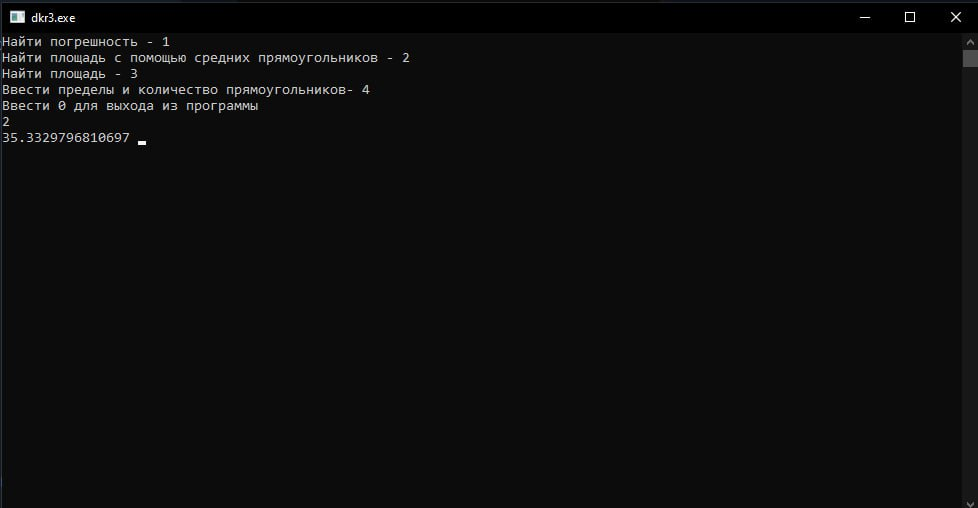 dkr3.exe
Найти погрешность - 1
Найти площадь с помощью средних прямоугольников - 2
Найти площадь - 3
Ввести пределы и количество прямоугольников- 4
Ввести 0 для выхода из программы
2
35.3329796810697